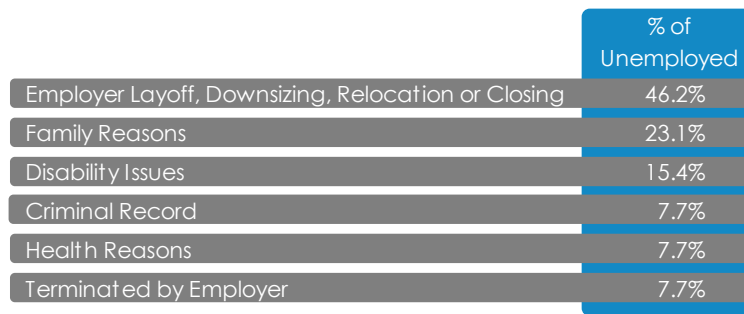 % of
Unemployed
Employer Layoff, Downsizing, Relocation or Closing 46.2%
Family Reasons 23.1%
Disability Issues 15.4%
Criminal Record 7.7%
Health Reasons 7.7%
Terminated by Employer 7.7%